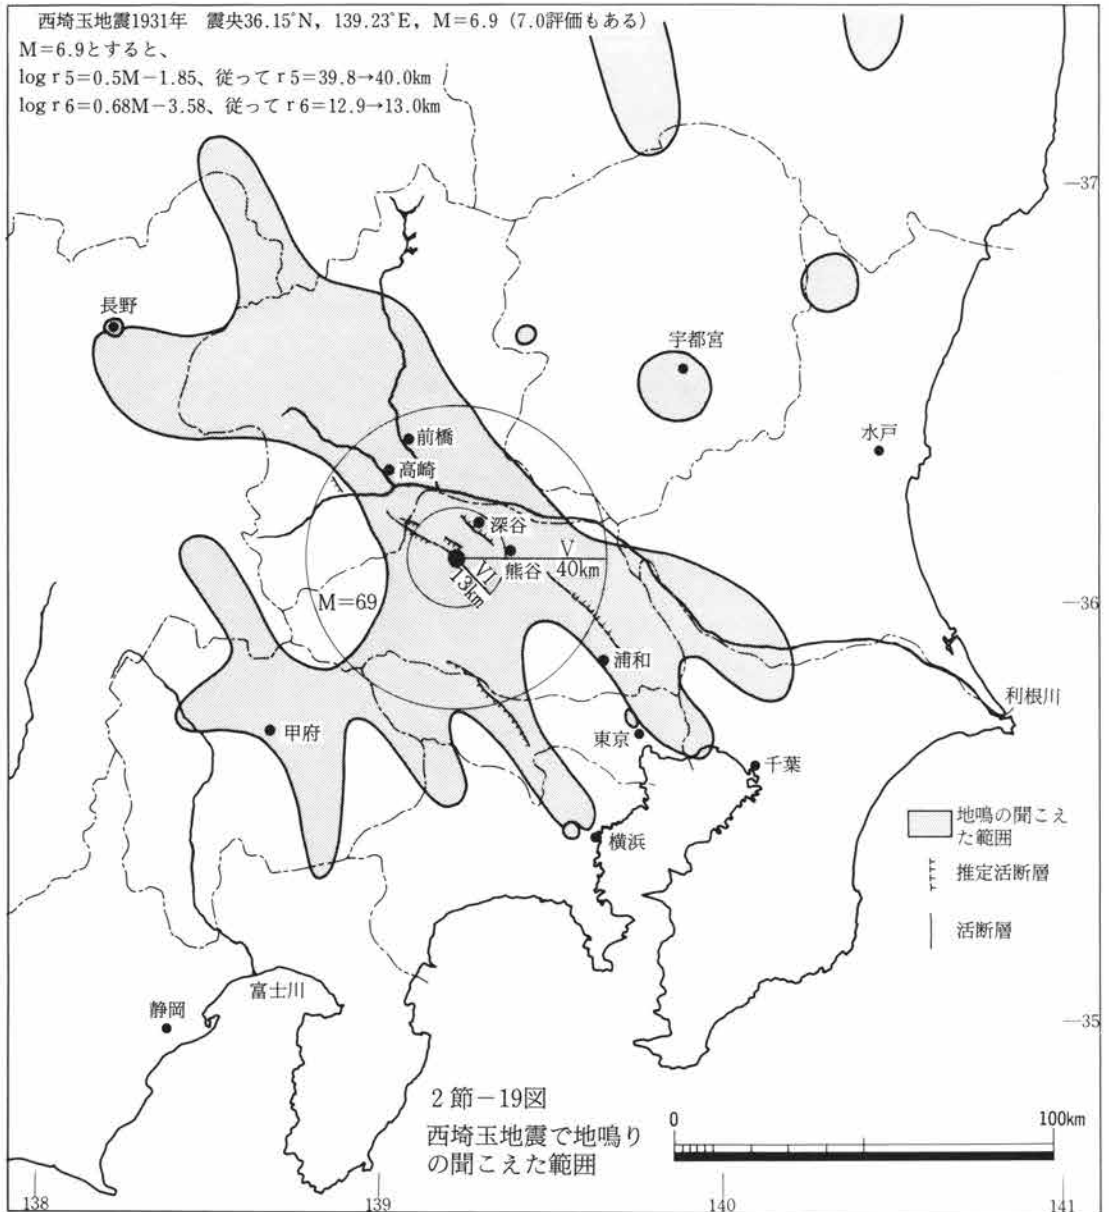 西埼玉地震1931年 震央36.15°N，139.23°E，M＝6.9（7.0評価もある）
M＝6.9とすると、
log r 5＝0.5M－1.85、従って r 5＝39.8→40.0km
log r 6＝0.68M－3.58、従って r 6＝12.9→13.0km
37
長野
宇都宮
前橋
水戸
高崎
深谷
V
熊谷
40km
VI
13km
M＝69
36
浦和
利根川
甲府
東京
千葉
横浜
地鳴の聞こえ
た範囲
推定活断層
活断層
富士川
静岡
35
2節－19図
西埼玉地震で地鳴り
の聞こえた範囲
0
100km
138
139
140
141